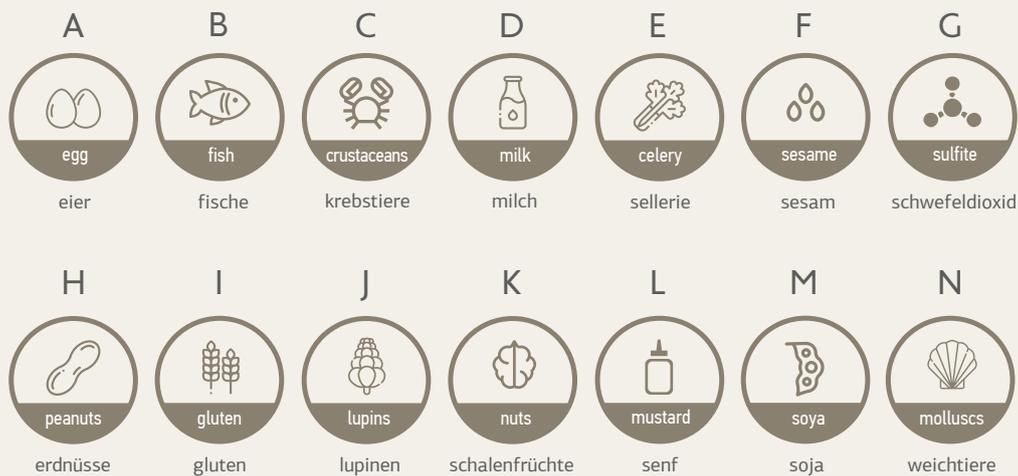 A B C D E F G
egg fish crustaceans milk celery sesame sulfite
eier fische krebstiere milch sellerie sesam schwefeldioxid
H I J K L M N
peanuts gluten lupins nuts mustard soya molluscs
erdnüsse gluten lupinen schalenfrüchte senf soja weichtiere